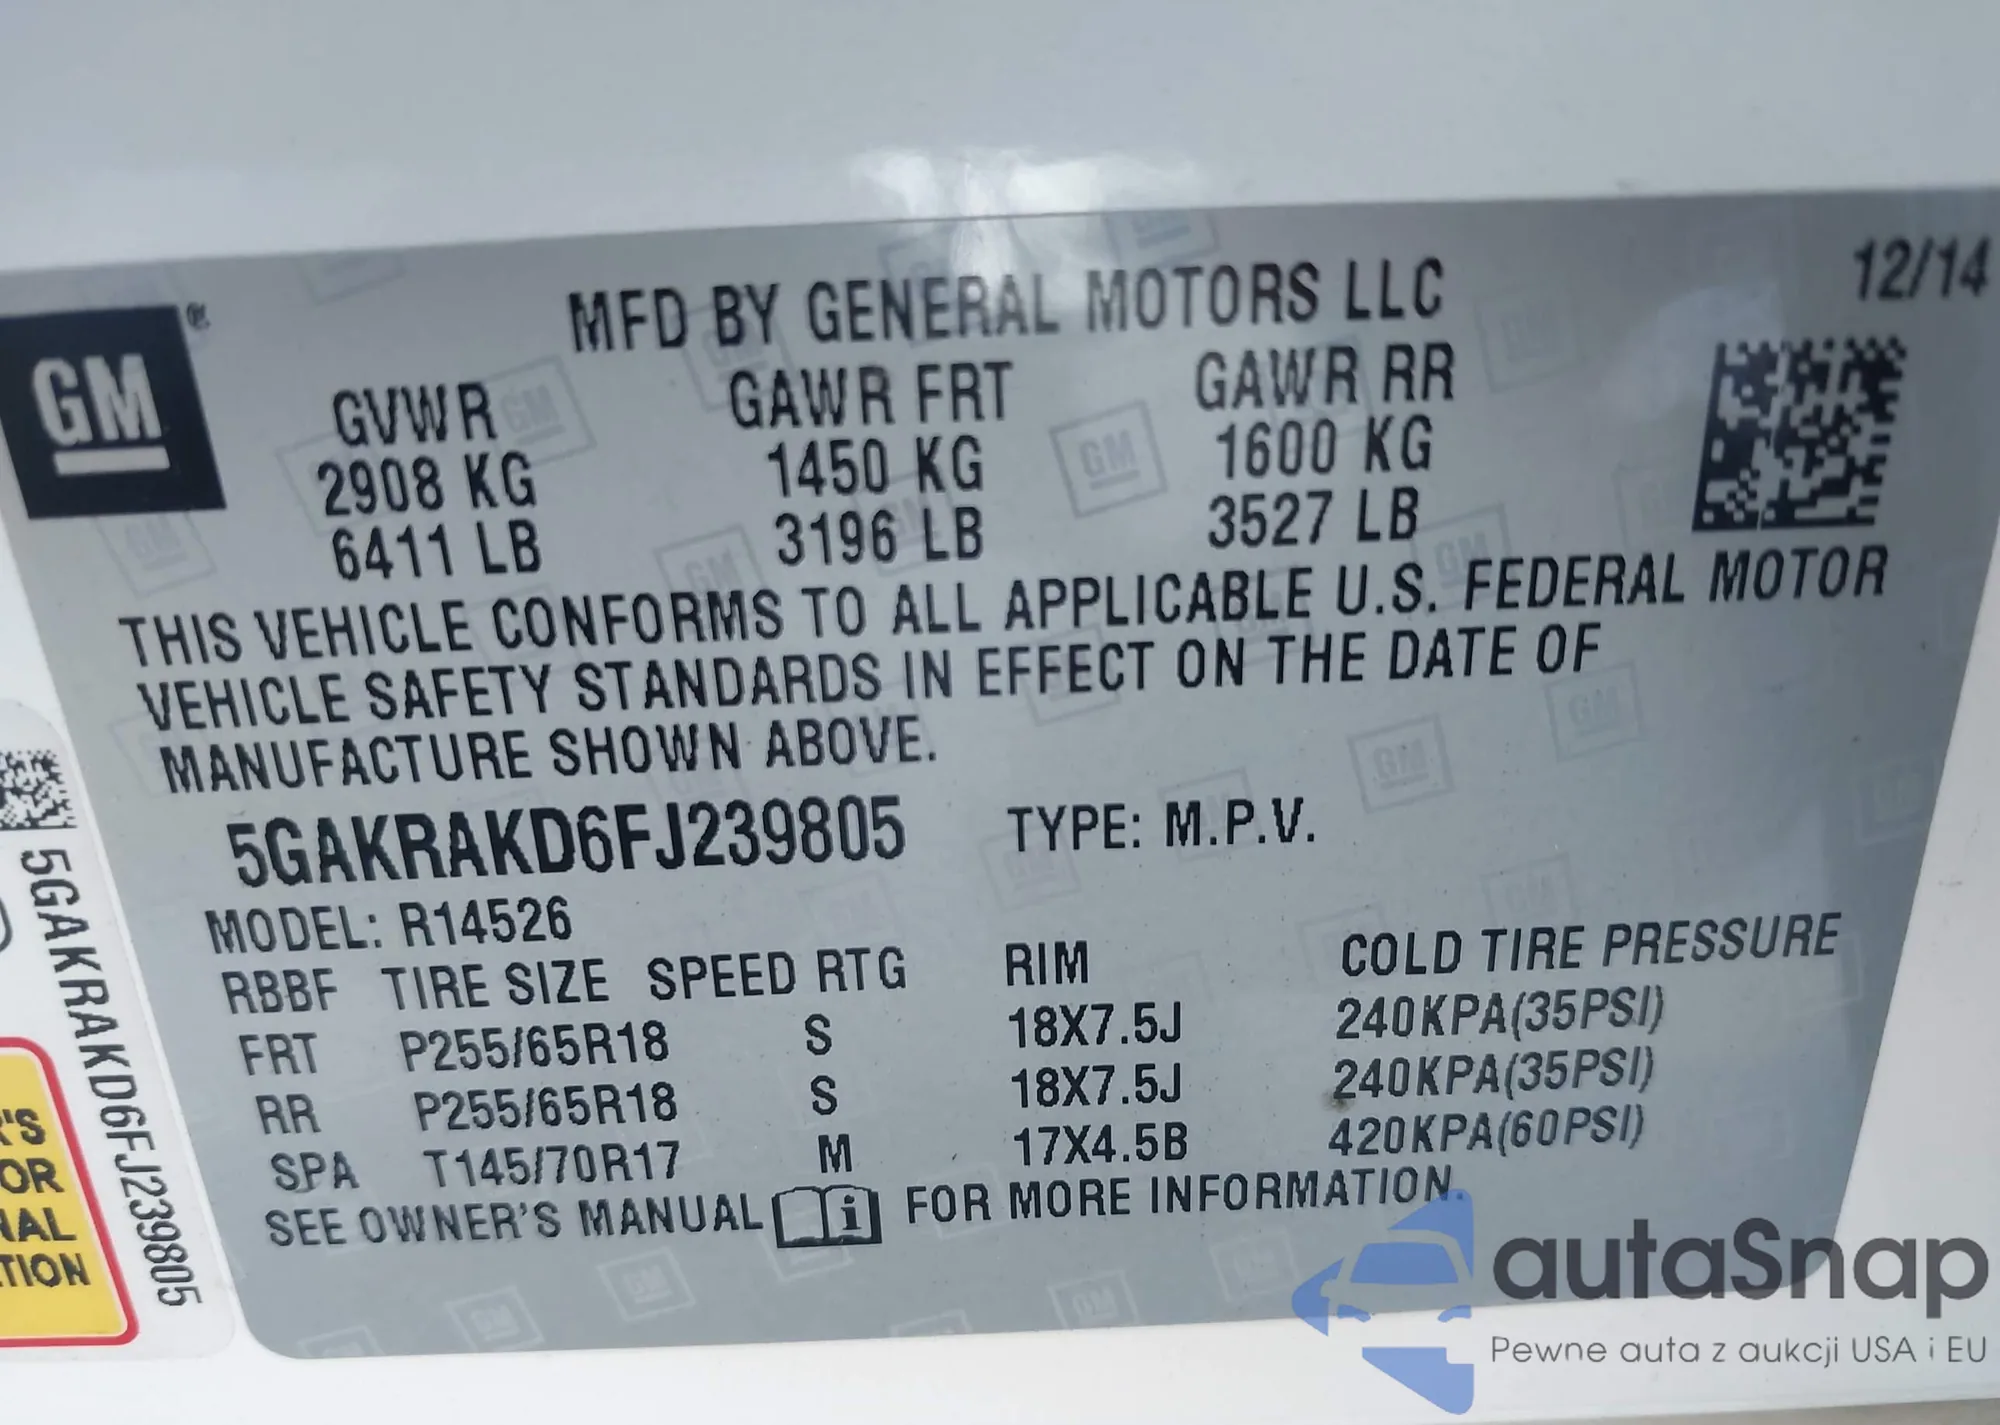 12/14
GM ®
MFD BY GENERAL MOTORS LLC
GVWR GAWR FRT GAWR RR
2908 KG 1450 KG 1600 KG
6411 LB 3196 LB 3527 LB
THIS VEHICLE CONFORMS TO ALL APPLICABLE U.S. FEDERAL MOTOR
VEHICLE SAFETY STANDARDS IN EFFECT ON THE DATE OF
MANUFACTURE SHOWN ABOVE.
5GAKRAKD6FJ239805 TYPE: M.P.V.
MODEL: R14526
RBBF TIRE SIZE SPEED RTG RIM COLD TIRE PRESSURE
FRT P255/65R18 S 18X7.5J 240KPA(35PSI)
RR P255/65R18 S 18X7.5J 240KPA(35PSI)
SPA T145/70R17 M 17X4.5B 420KPA(60PSI)
SEE OWNER'S MANUAL i FOR MORE INFORMATION.
5GAKRAKD6FJ239805
'S
OR
AL
TION
autaSnap
Pewne auta z aukcji USA i EU